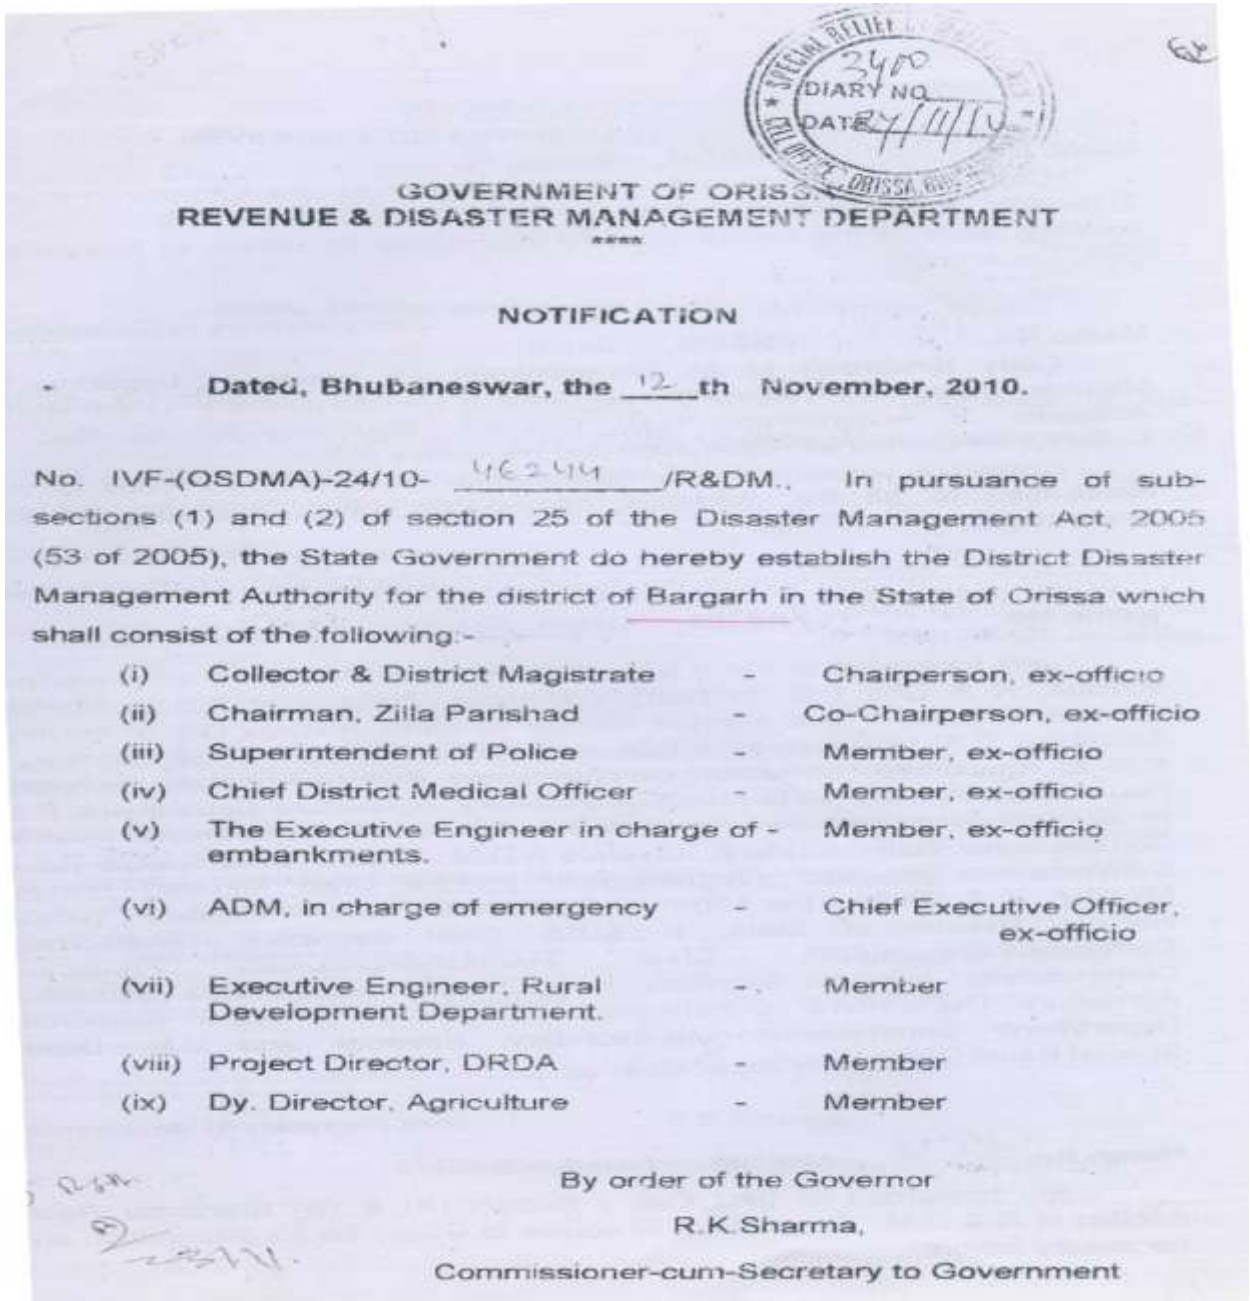 SPECIAL RELIEF
3400
DIARY NO
DATE
ORISSA
GOVERNMENT OF ORISSA
REVENUE & DISASTER MANAGEMENT DEPARTMENT
****
NOTIFICATION
Dated, Bhubaneswar, the 12 th November, 2010.
No. IVF-(OSDMA)-24/10- 46244 /R&DM., In pursuance of sub-
sections (1) and (2) of section 25 of the Disaster Management Act, 2005
(53 of 2005), the State Government do hereby establish the District Disaster
Management Authority for the district of Bargarh in the State of Orissa which
shall consist of the following:-
(i) Collector & District Magistrate - Chairperson, ex-officio
(ii) Chairman, Zilla Parishad - Co-Chairperson, ex-officio
(iii) Superintendent of Police - Member, ex-officio
(iv) Chief District Medical Officer - Member, ex-officio
(v) The Executive Engineer in charge of - Member, ex-officio
embankments.
(vi) ADM, in charge of emergency - Chief Executive Officer,
ex-officio
(vii) Executive Engineer, Rural - Member
Development Department.
(viii) Project Director, DRDA - Member
(ix) Dy. Director, Agriculture - Member
By order of the Governor
R.K.Sharma,
Commissioner-cum-Secretary to Government